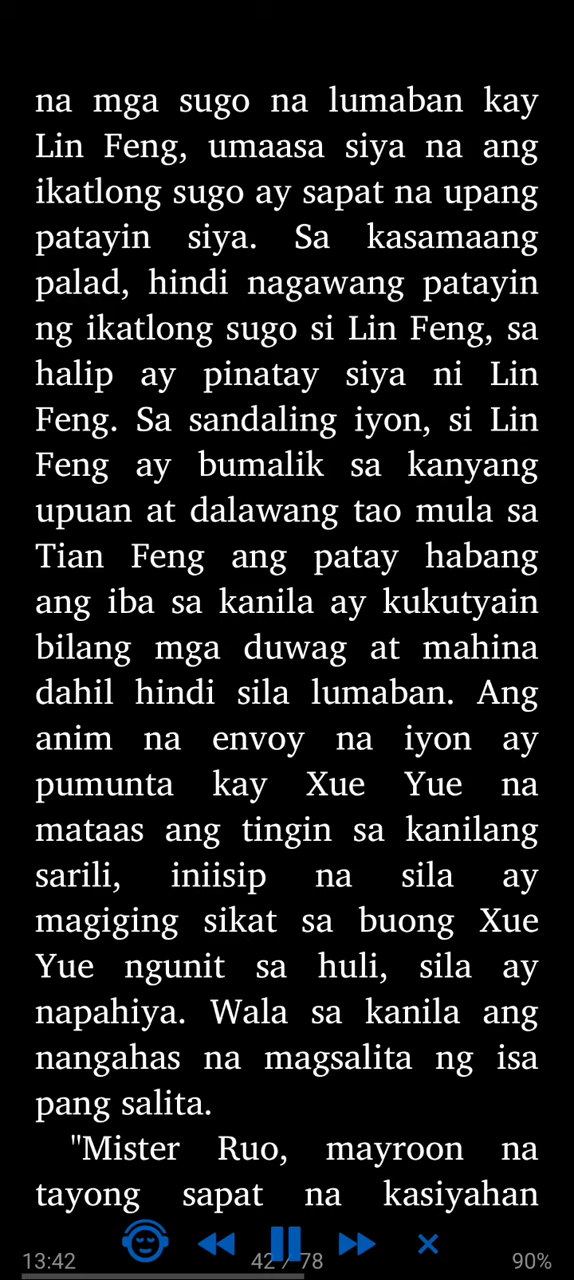 na mga sugo na lumaban kay
Lin Feng, umaasa siya na ang
ikatlong sugo ay sapat na upang
patayin siya. Sa kasamaang
palad, hindi nagawang patayin
ng ikatlong sugo si Lin Feng, sa
halip ay pinatay siya ni Lin
Feng. Sa sandaling iyon, si Lin
Feng ay bumalik sa kanyang
upuan at dalawang tao mula sa
Tian Feng ang patay habang
ang iba sa kanila ay kukutyain
bilang mga duwag at mahina
dahil hindi sila lumaban. Ang
anim na envoy na iyon ay
pumunta kay Xue Yue na
mataas ang tingin sa kanilang
sarili, iniisip na sila ay
magiging sikat sa buong Xue
Yue ngunit sa huli, sila ay
napahiya. Wala sa kanila ang
nangahas na magsalita ng isa
pang salita.
"Mister Ruo, mayroon na
tayong sapat na kasiyahan
13:42 42 / 78 90%